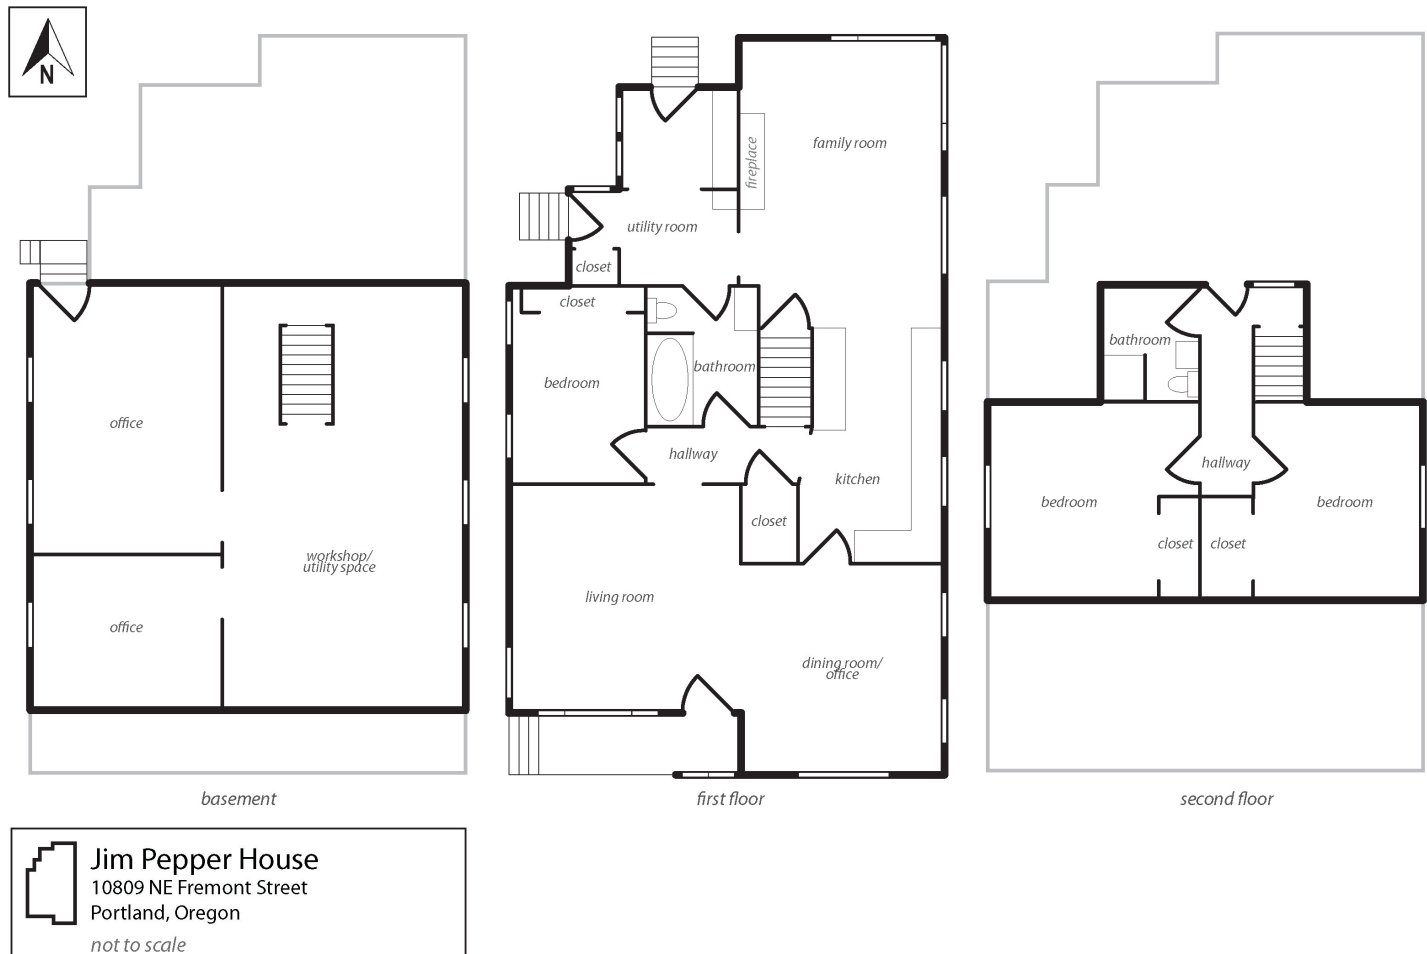 N
family room
fireplace
utility room
closet
closet
bathroom
bedroom
bathroom
office
hallway
hallway
kitchen
bedroom
bedroom
closet
closet
closet
workshop/
utility space
living room
office
dining room/
office
basement
first floor
second floor
Jim Pepper House
10809 NE Fremont Street
Portland, Oregon
not to scale